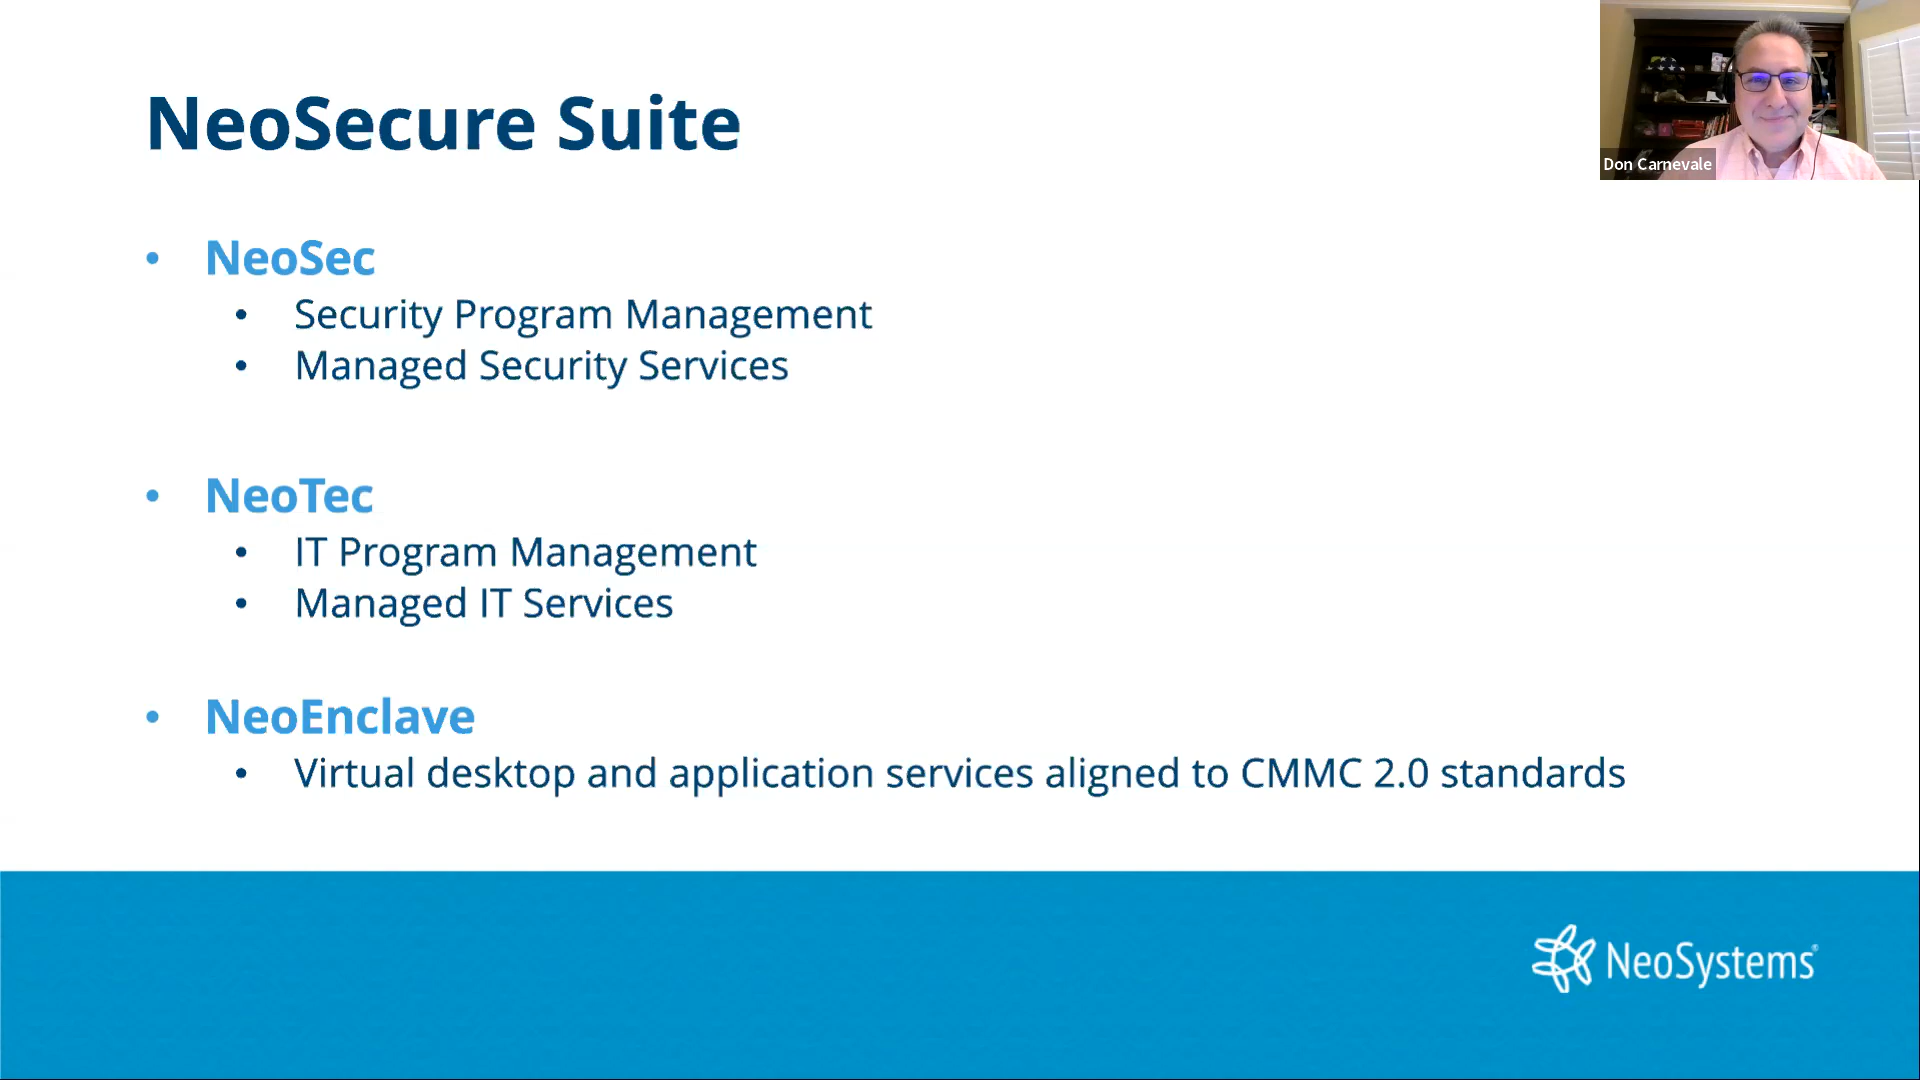 NeoSecure Suite
Don Carnevale
• NeoSec
• Security Program Management
• Managed Security Services
• NeoTec
• IT Program Management
• Managed IT Services
• NeoEnclave
• Virtual desktop and application services aligned to CMMC 2.0 standards
NeoSystems®